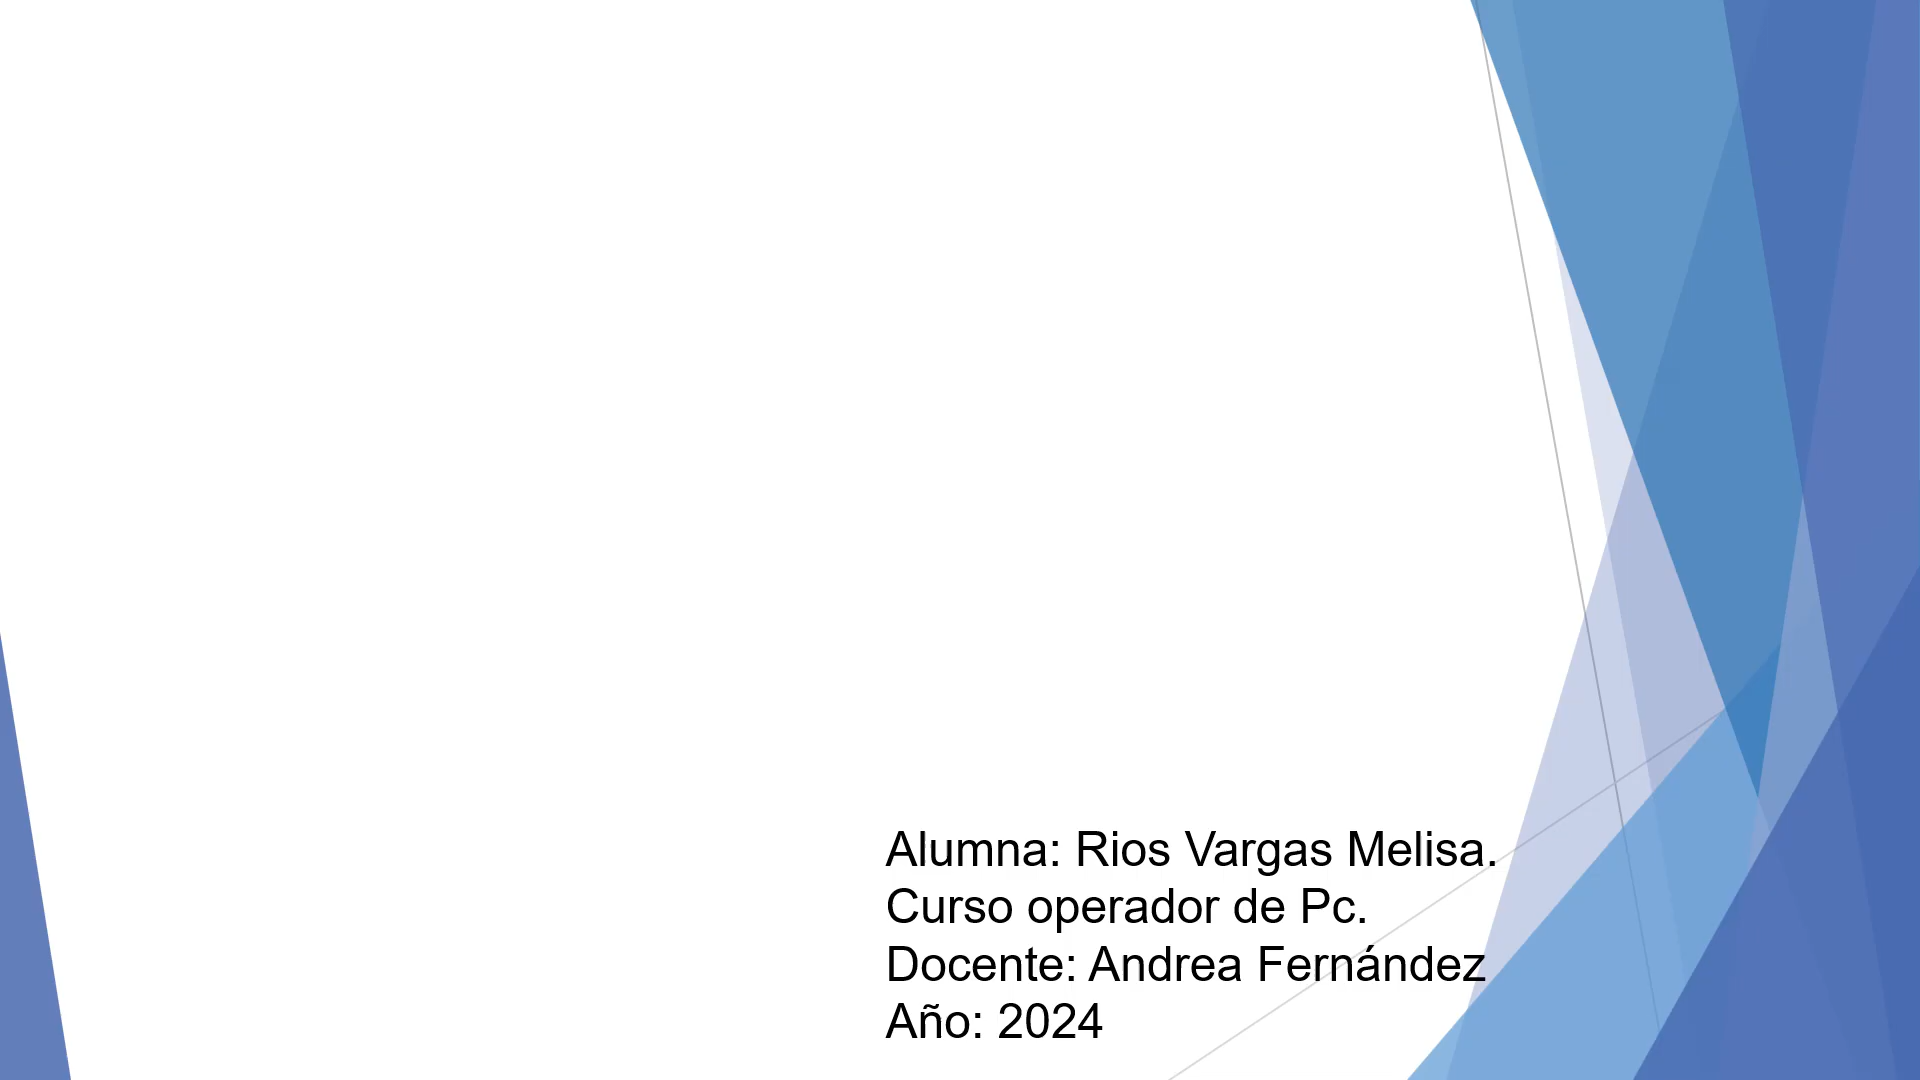 Alumna: Rios Vargas Melisa.
Curso operador de Pc.
Docente: Andrea Fernández
Año: 2024